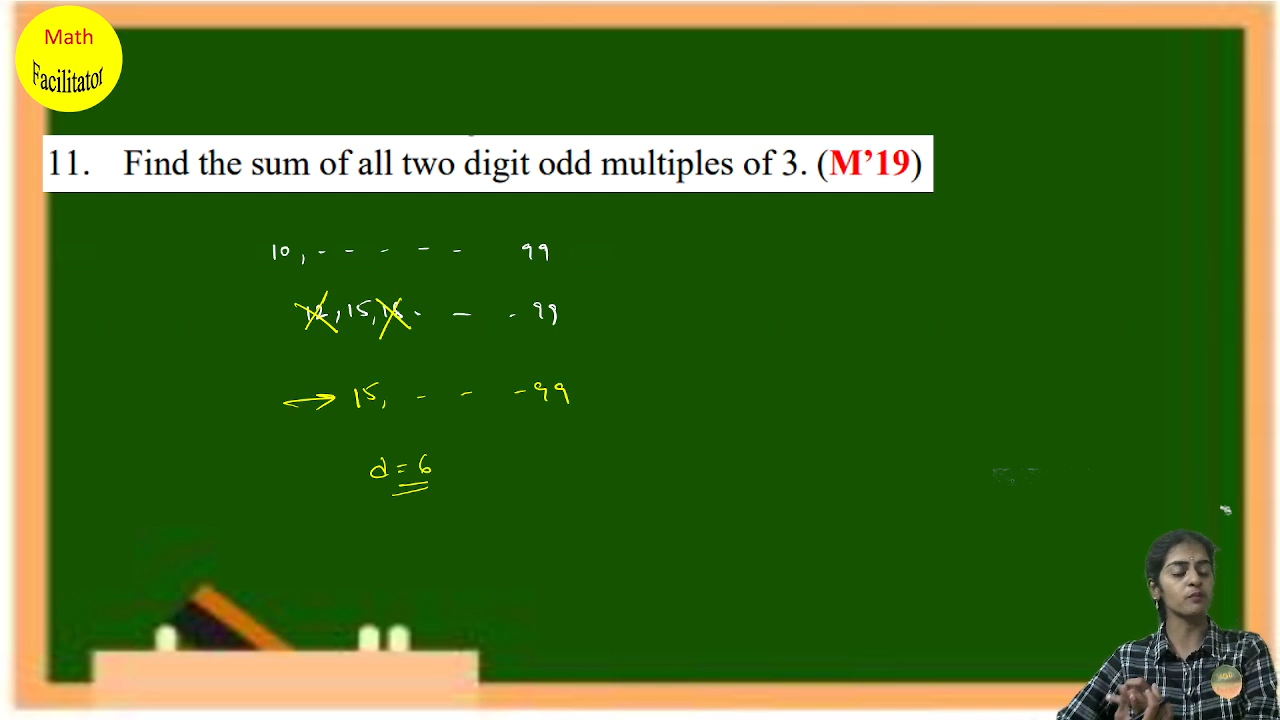 Math
Facilitator
11. Find the sum of all two digit odd multiples of 3. (M’19)
10, - - - - - 99
12, 15, 18 - - - 99
15, - - - 99
d = 6